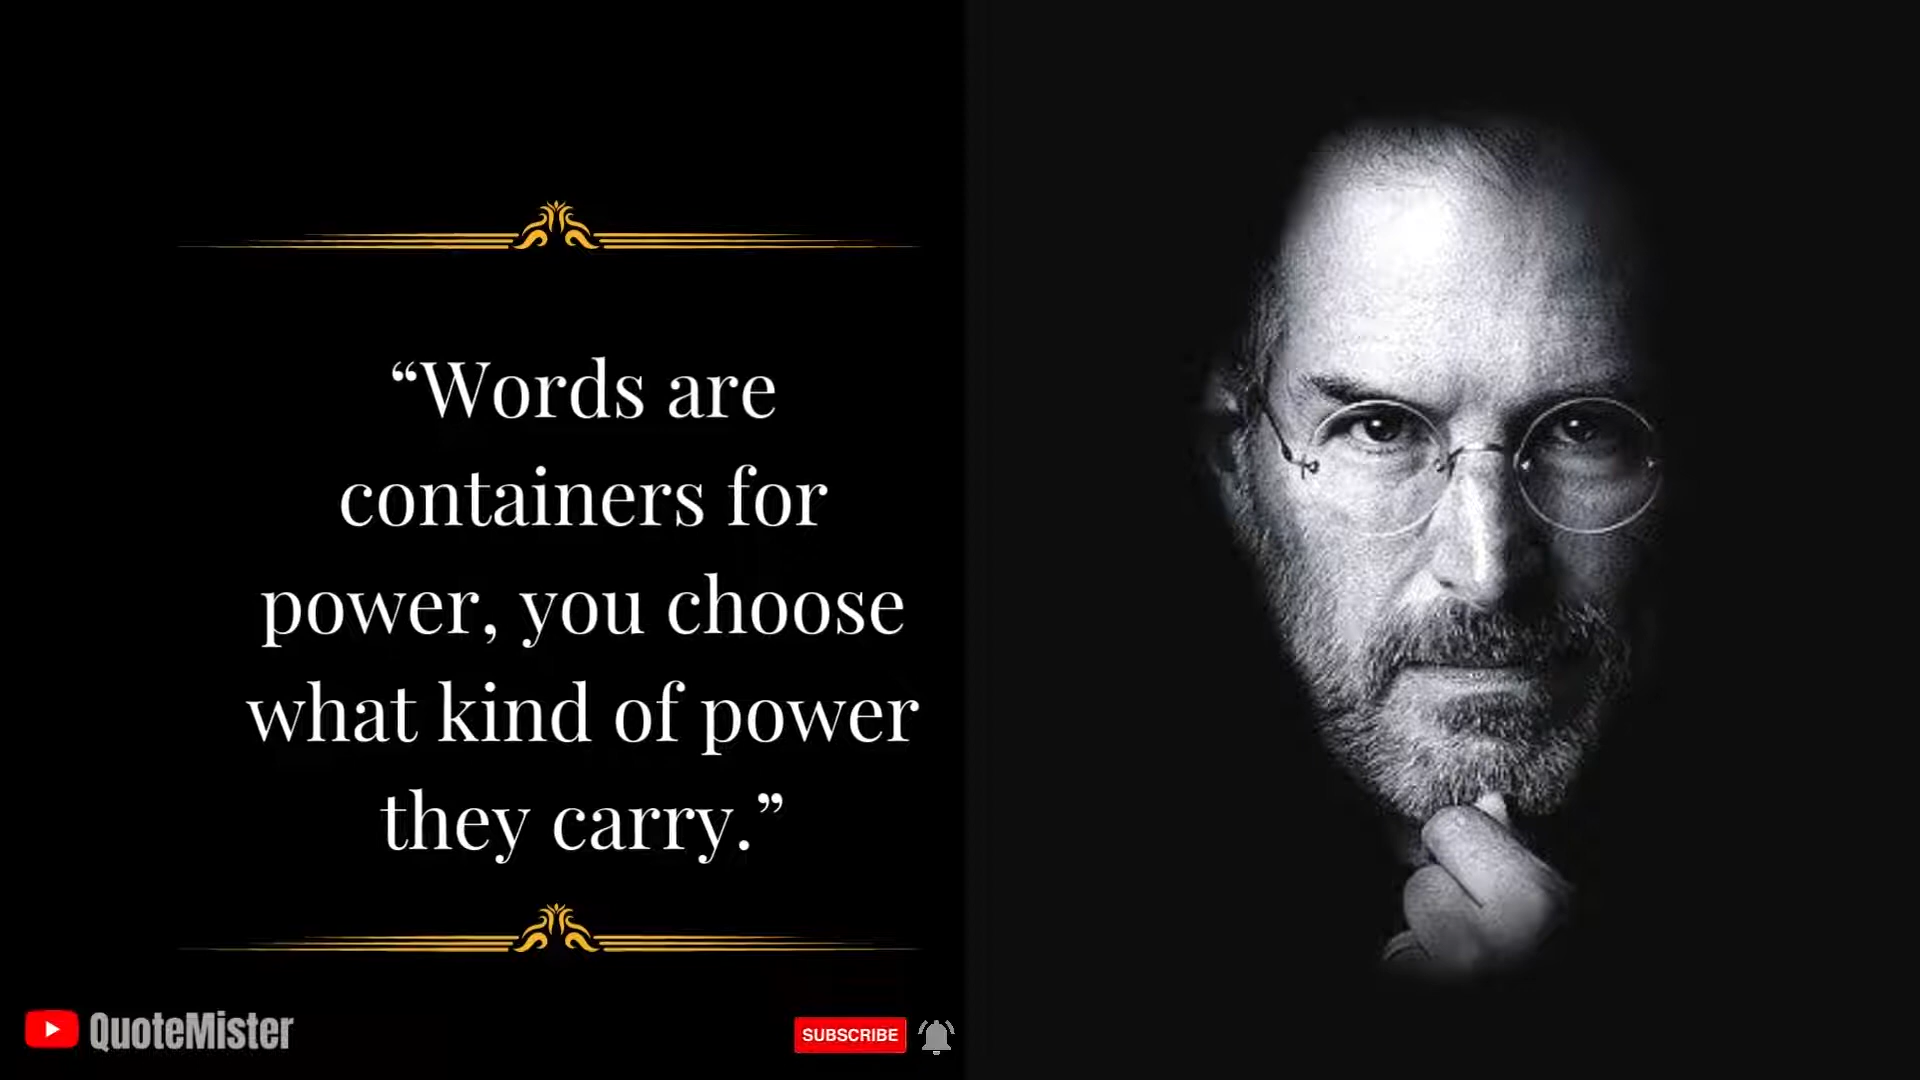 “Words are
containers for
power, you choose
what kind of power
they carry.”
QuoteMister
SUBSCRIBE